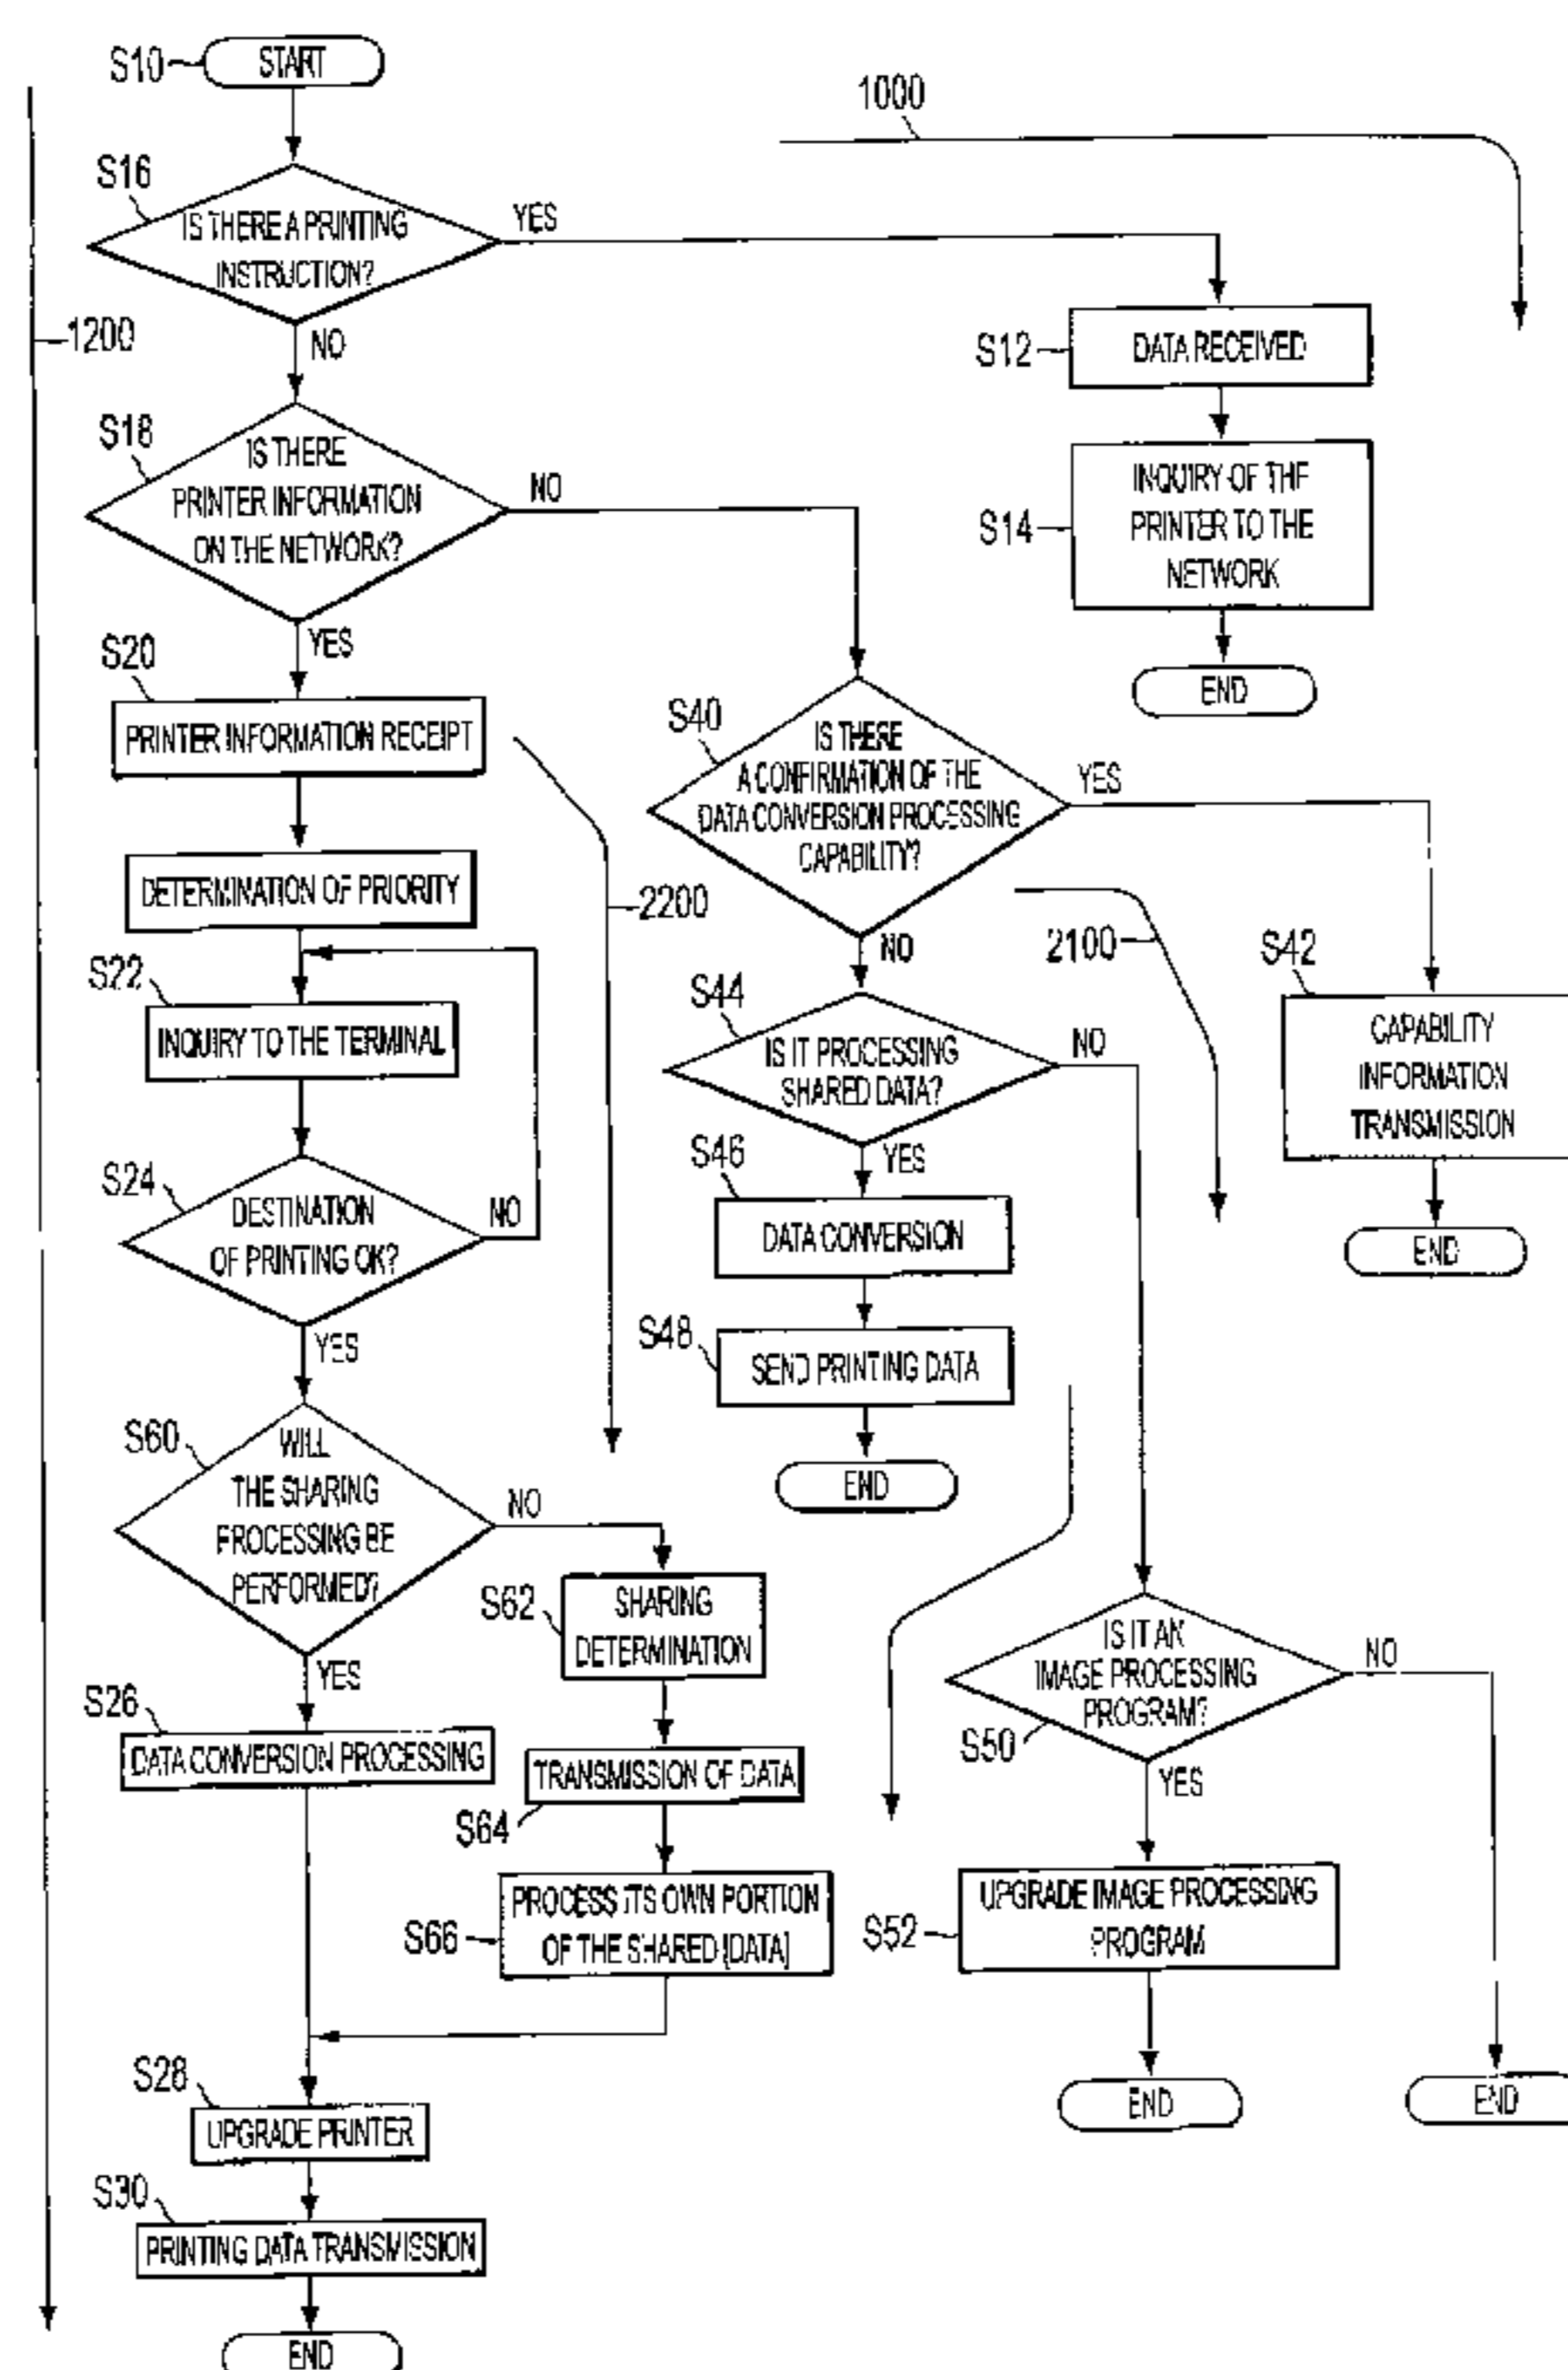 S10
START
1000
S16
IS THERE A PRINTING
INSTRUCTION?
YES
NO
1200
S12
DATA RECEIVED
S18
IS THERE
PRINTER INFORMATION
ON THE NETWORK?
NO
YES
S14
INQUIRY OF THE
PRINTER TO THE
NETWORK
END
S20
PRINTER INFORMATION RECEIPT
S40
IS THERE
A CONFIRMATION OF THE
DATA CONVERSION PROCESSING
CAPABILITY?
YES
NO
DETERMINATION OF PRIORITY
2200
2100
S42
CAPABILITY
INFORMATION
TRANSMISSION
END
S22
INQUIRY TO THE TERMINAL
S44
IS IT PROCESSING
SHARED DATA?
NO
YES
S24
DESTINATION
OF PRINTING OK?
NO
YES
S46
DATA CONVERSION
S48
SEND PRINTING DATA
END
S60
WILL
THE SHARING
PROCESSING BE
PERFORMED?
NO
YES
S62
SHARING
DETERMINATION
IS IT AN
IMAGE PROCESSING
PROGRAM?
S50
NO
YES
S26
DATA CONVERSION PROCESSING
TRANSMISSION OF DATA
S64
PROCESS ITS OWN PORTION
OF THE SHARED [DATA]
S66
S52
UPGRADE IMAGE PROCESSING
PROGRAM
END
END
S28
UPGRADE PRINTER
S30
PRINTING DATA TRANSMISSION
END